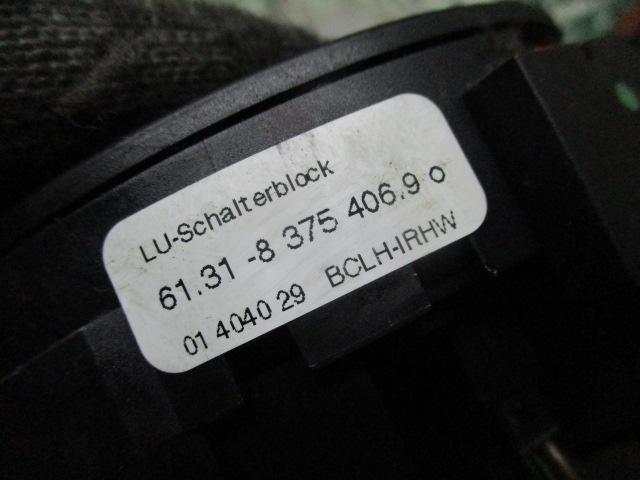 LU-Schalterblock
61.31 -8 375 406.9 o
01 4040 29 BCLH-IRHW